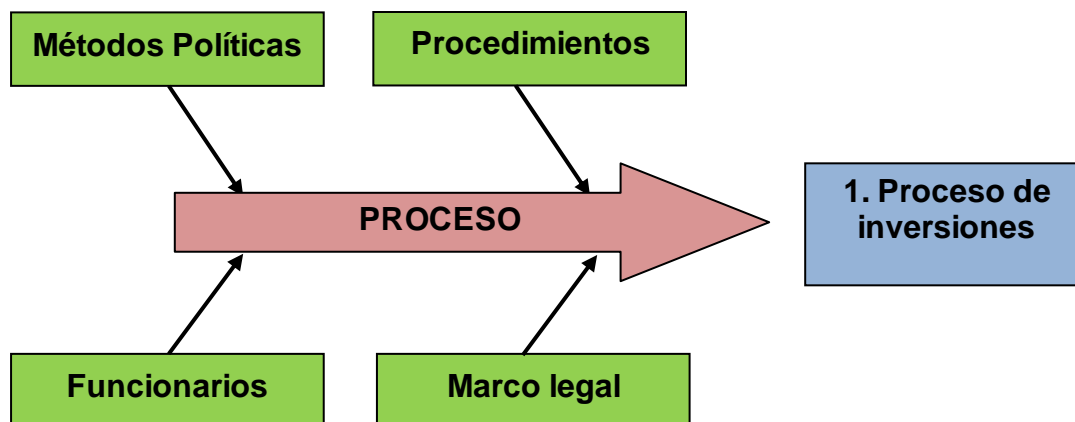 Métodos Políticas
Procedimientos
PROCESO
1. Proceso de
inversiones
Funcionarios
Marco legal